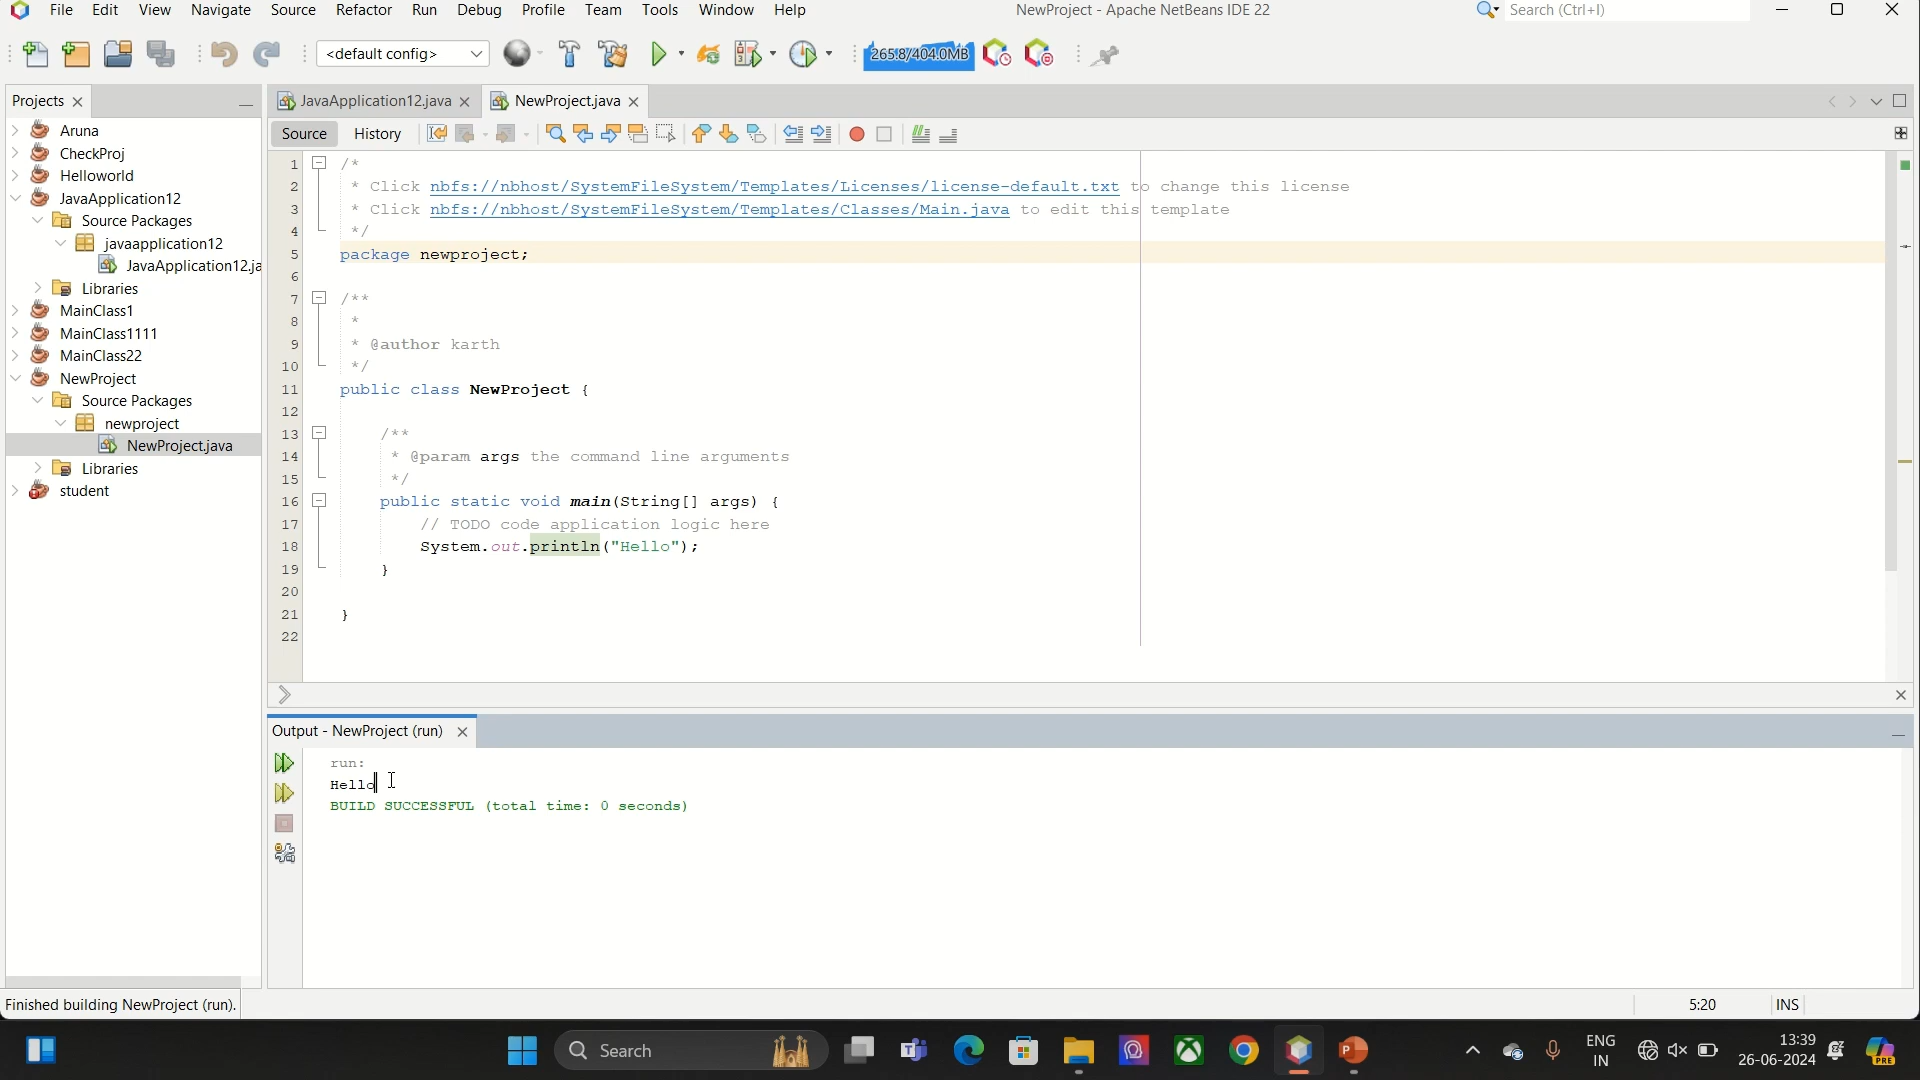 File Edit View Navigate Source Refactor Run Debug Profile Team Tools Window Help NewProject - Apache NetBeans IDE 22 Search (Ctrl+I)
<default config> 265.8/404.0MB
Projects JavaApplication12.java NewProject.java
Source History
Aruna
CheckProj
Helloworld
JavaApplication12
Source Packages
javaapplication12
JavaApplication12.ja
Libraries
MainClass1
MainClass1111
MainClass22
NewProject
Source Packages
newproject
NewProject.java
Libraries
student
1 /*
2 * Click nbfs://nbhost/SystemFileSystem/Templates/Licenses/license-default.txt to change this license
3 * Click nbfs://nbhost/SystemFileSystem/Templates/Classes/Main.java to edit this template
4 */
5 package newproject;
6
7 /**
8 *
9 * @author karth
10 */
11 public class NewProject {
12
13 /**
14 * @param args the command line arguments
15 */
16 public static void main(String[] args) {
17 // TODO code application logic here
18 System.out.println("Hello");
19 }
20
21 }
22
Output - NewProject (run)
run:
Hello
BUILD SUCCESSFUL (total time: 0 seconds)
Finished building NewProject (run). 5:20 INS
Search ENG 13:39
IN 26-06-2024
PRE